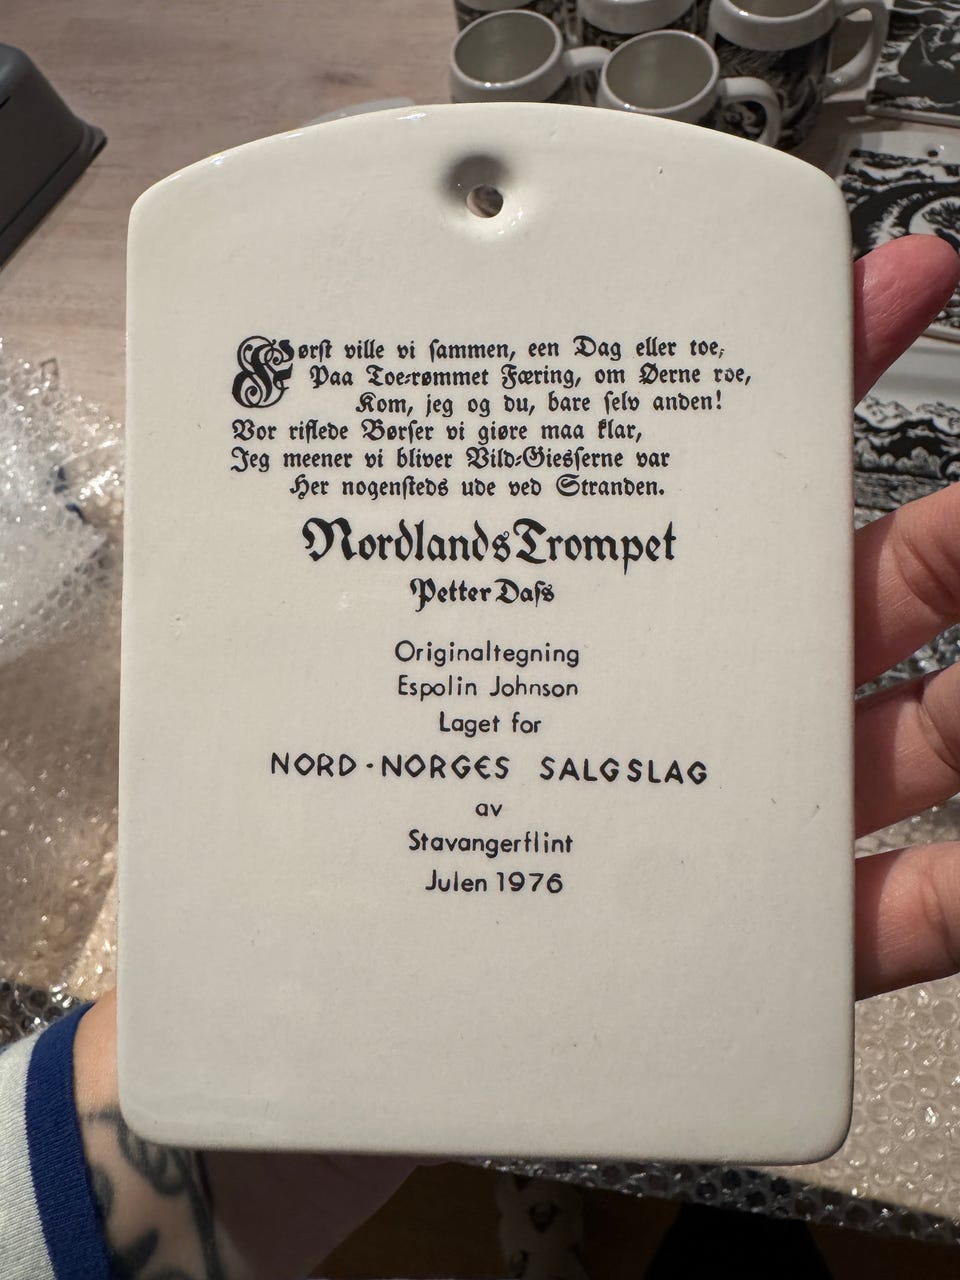 Først ville vi sammen, een Dag eller toe,
Paa Toe-rømmet Færing, om Øerne roe,
Kom, jeg og du, bare selv anden!
Vor riflede Børser vi giøre maa klar,
Jeg meener vi bliver Vild-Giesserne var
Her nogensteds ude ved Stranden.
Nordlands Trompet
Petter Dass
Originaltegning
Espolin Johnson
Laget for
NORD-NORGES SALGSLAG
av
Stavangerflint
Julen 1976